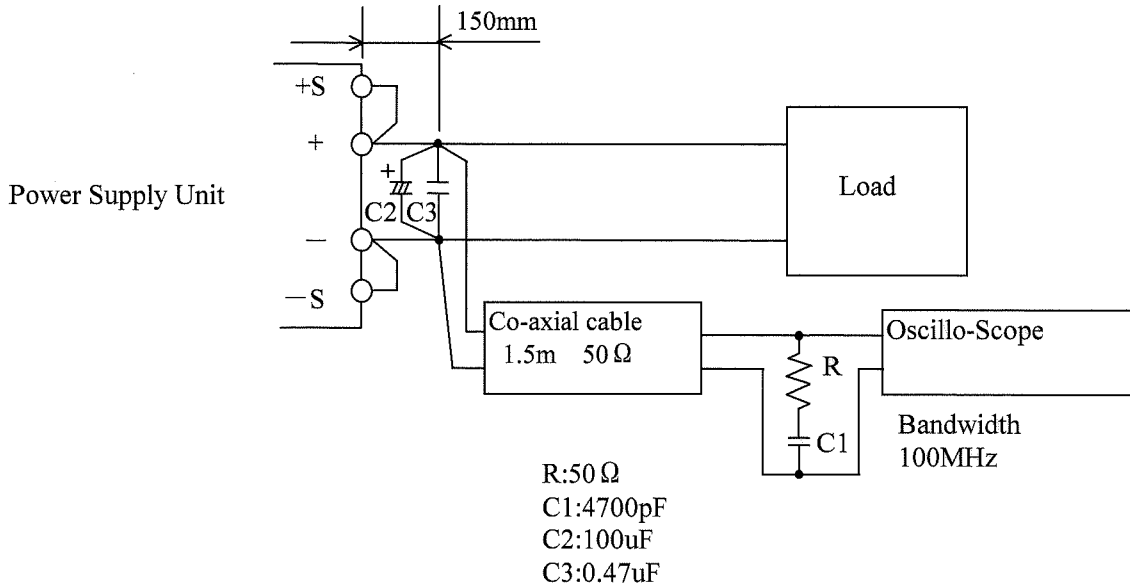 150mm
+S
+
Power Supply Unit
+
C2 C3
Load
−
−S
Co-axial cable
1.5m 50Ω
Oscillo-Scope
R
C1
Bandwidth
100MHz
R:50Ω
C1:4700pF
C2:100uF
C3:0.47uF